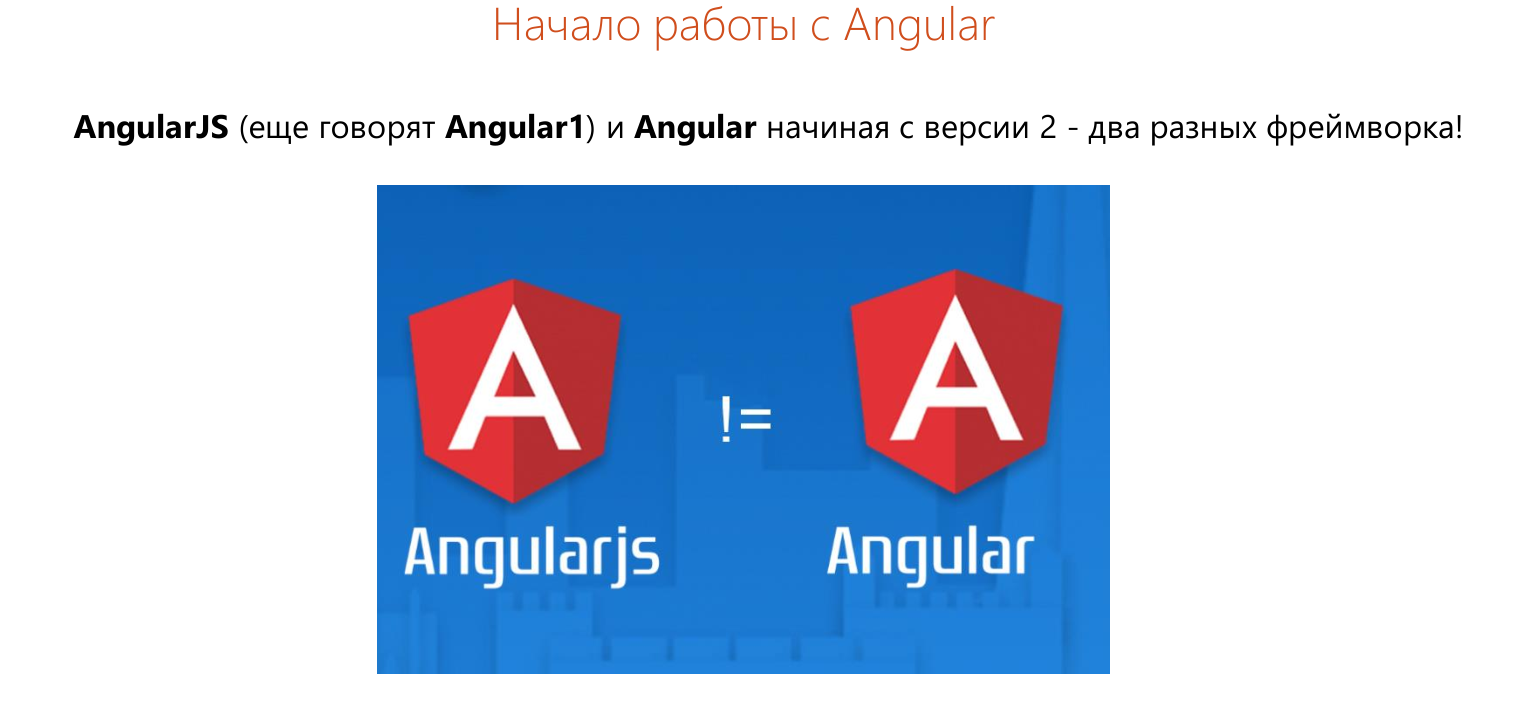 Начало работы с Angular
AngularJS (еще говорят Angular1) и Angular начиная с версии 2 - два разных фреймворка!
A != A
Angularjs Angular